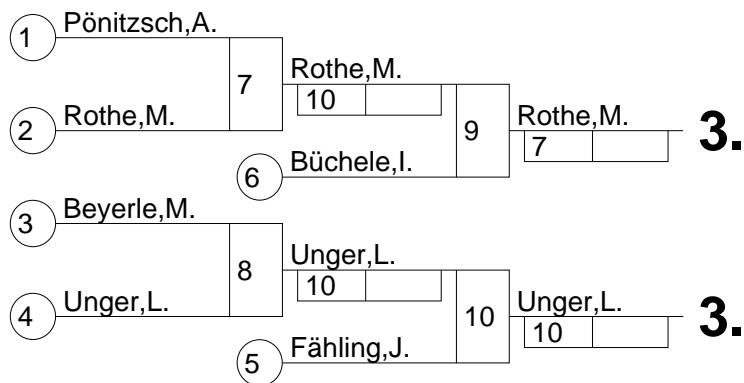 1 Pönitzsch,A.
7 Rothe,M.
10
2 Rothe,M.
9 Rothe,M. 3.
7
6 Büchele,I.
3 Beyerle,M.
8 Unger,L.
10
4 Unger,L.
10 Unger,L. 3.
10
5 Fähling,J.